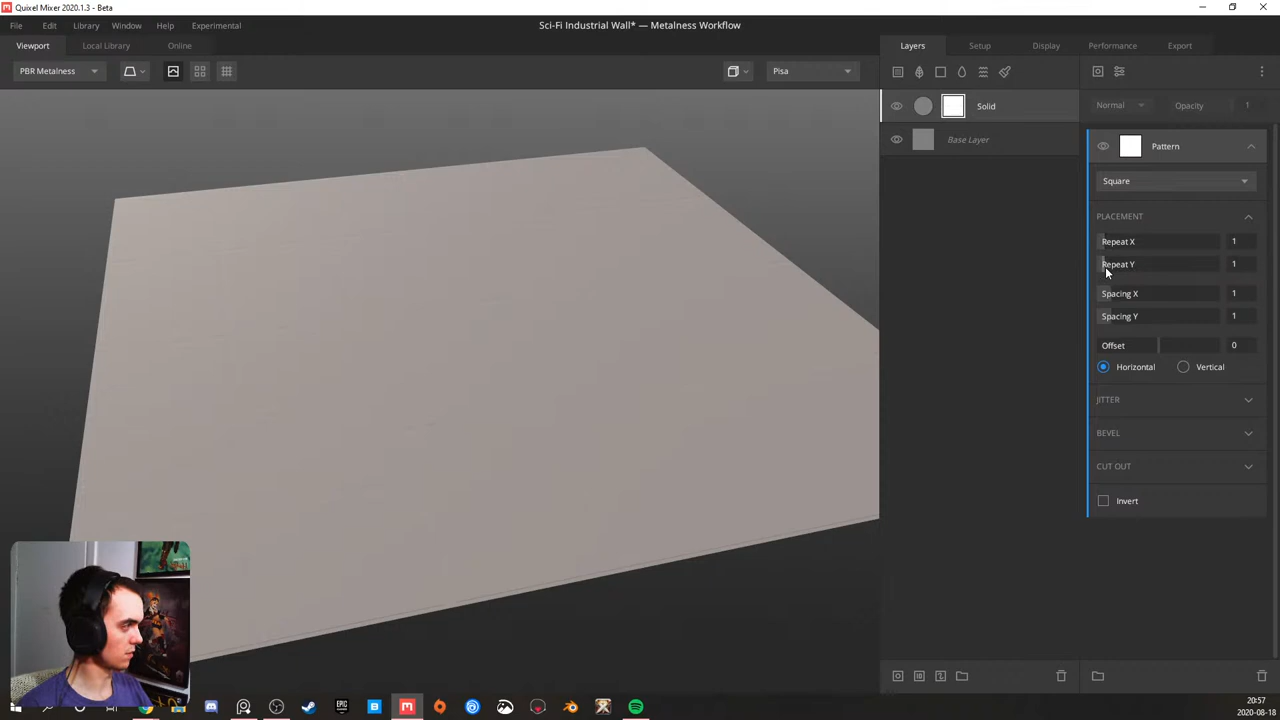 Quixel Mixer 2020.1.3 - Beta
File Edit Library Window Help Experimental
Sci-Fi Industrial Wall* — Metalness Workflow
Viewport Local Library Online
Layers Setup Display Performance Export
PBR Metalness
Pisa
Normal Opacity 1
Solid
Base Layer
Pattern
Square
PLACEMENT
Repeat X 1
Repeat Y 1
Spacing X 1
Spacing Y 1
Offset 0
Horizontal Vertical
JITTER
BEVEL
CUT OUT
Invert
EPIC
20:57
2020-08-18